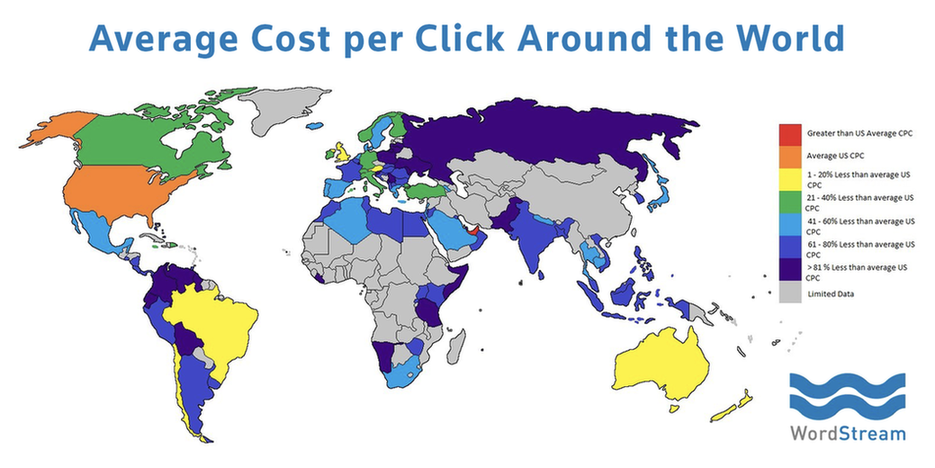 Average Cost per Click Around the World
Greater than US Average CPC
Average US CPC
1 - 20% Less than average US
CPC
21 - 40% Less than average US
CPC
41 - 60% Less than average US
CPC
61 - 80% Less than average US
CPC
> 81 % Less than average US
CPC
Limited Data
WordStream